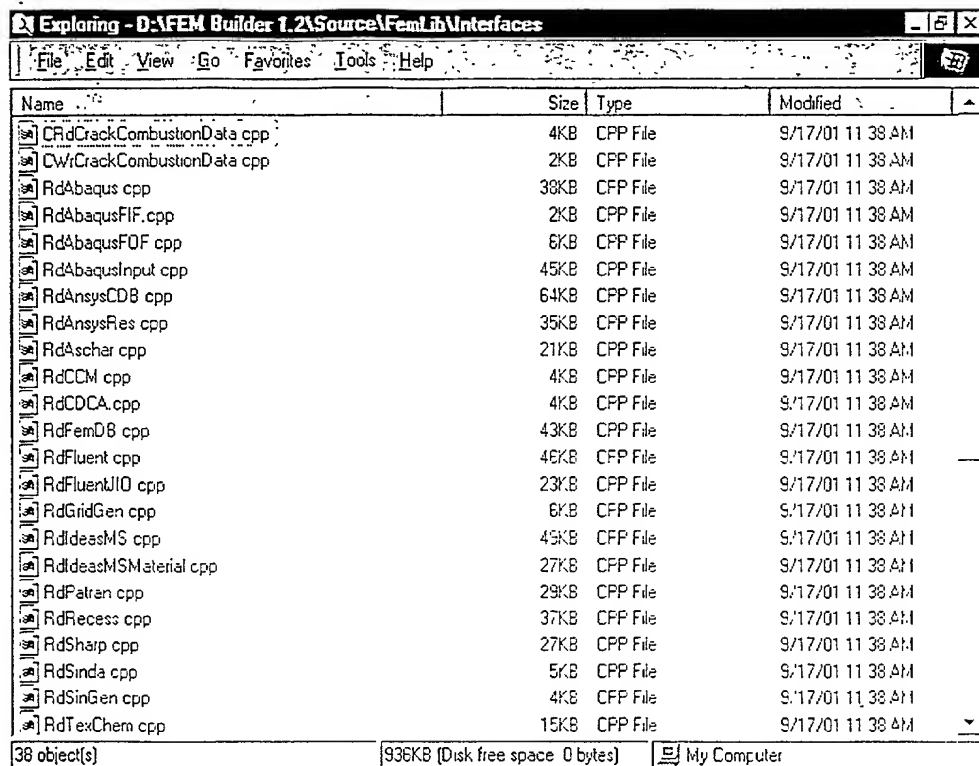 Exploring - D:\FEM Builder 1.2\Source\FemLib\Interfaces
File Edit View Go Favorites Tools Help
Name Size Type Modified
CRdCrackCombustionData cpp 4KB CPP File 9/17/01 11 38 AM
CWrCrackCombustionData cpp 2KB CPP File 9/17/01 11 38 AM
RdAbaqus cpp 38KB CPP File 9/17/01 11 38 AM
RdAbaqusFIF.cpp 2KB CPP File 9/17/01 11 38 AM
RdAbaqusFOF cpp 6KB CPP File 9/17/01 11 38 AM
RdAbaqusInput cpp 45KB CPP File 9/17/01 11 38 AM
RdAnsysCDB cpp 64KB CPP File 9/17/01 11 38 AM
RdAnsysRes cpp 35KB CPP File 9/17/01 11 38 AM
RdAschar cpp 21KB CPP File 9/17/01 11 38 AM
RdCCM cpp 4KB CPP File 9/17/01 11 38 AM
RdCDCA.cpp 4KB CPP File 9/17/01 11 38 AM
RdFemDB cpp 43KB CPP File 9/17/01 11 38 AM
RdFluent cpp 46KB CPP File 9/17/01 11 38 AM
RdFluentUIO cpp 23KB CPP File 9/17/01 11 38 AM
RdGridGen cpp 6KB CPP File 9/17/01 11 38 AM
RdIdeasMS cpp CPP File 9/17/01 11 38 AM
RdIdeasMSMaterial cpp 27KB CPP File 9/17/01 11 38 AM
RdPatran cpp 29KB CPP File 9/17/01 11 38 AM
RdRecess cpp 37KB CPP File 9/17/01 11 38 AM
RdSharp cpp 27KB CPP File 9/17/01 11 38 AM
RdSinda cpp 5KB CPP File 9/17/01 11 38 AM
RdSinGen cpp 4KB CPP File 9/17/01 11 38 AM
RdTexChem cpp 15KB CPP File 9/17/01 11 38 AM
38 object(s) 936KB (Disk free space 0 bytes) My Computer